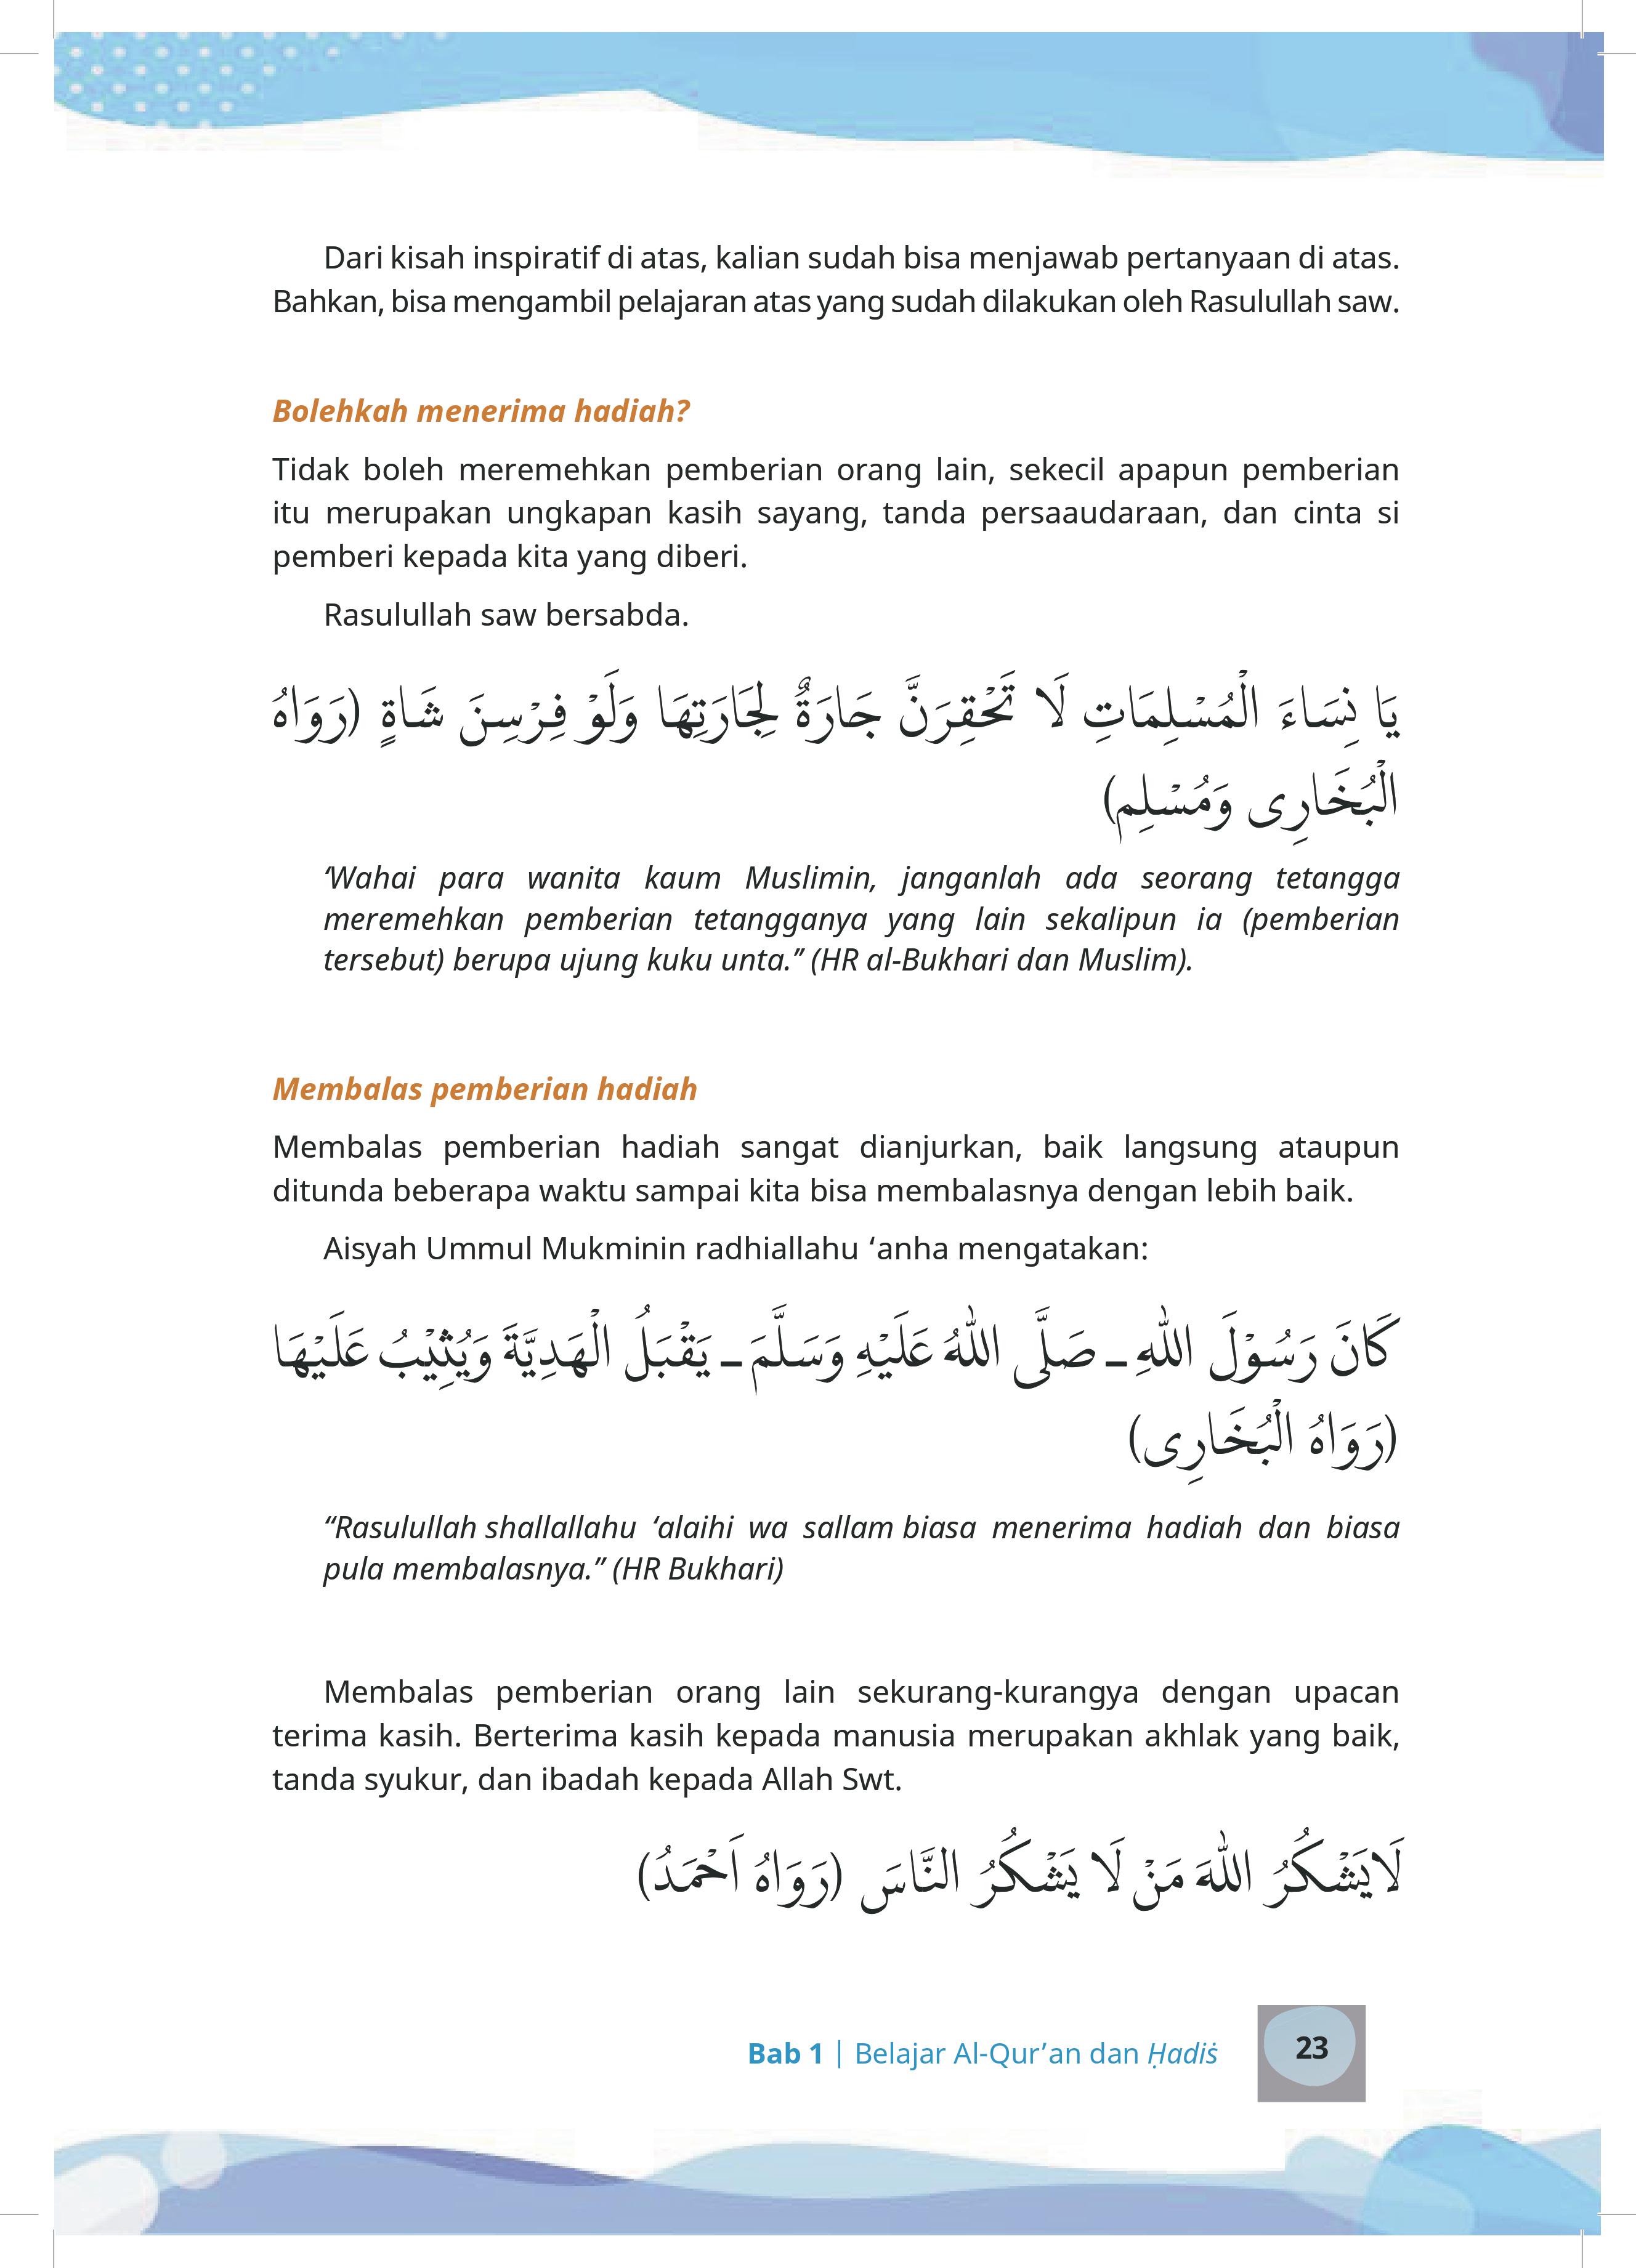 Dari kisah inspiratif di atas, kalian sudah bisa menjawab pertanyaan di atas.
Bahkan, bisa mengambil pelajaran atas yang sudah dilakukan oleh Rasulullah saw.
Bolehkah menerima hadiah?
Tidak boleh meremehkan pemberian orang lain, sekecil apapun pemberian
itu merupakan ungkapan kasih sayang, tanda persaaudaraan, dan cinta si
pemberi kepada kita yang diberi.
Rasulullah saw bersabda.
يَا نِسَاءَ الْمُسْلِمَاتِ لَا تَحْقِرَنَّ جَارَةٌ لِجَارَتِهَا وَلَوْ فِرْسِنَ شَاةٍ (رَوَاهُ
الْبُخَارِى وَمُسْلِم)
‘Wahai para wanita kaum Muslimin, janganlah ada seorang tetangga
meremehkan pemberian tetangganya yang lain sekalipun ia (pemberian
tersebut) berupa ujung kuku unta.” (HR al-Bukhari dan Muslim).
Membalas pemberian hadiah
Membalas pemberian hadiah sangat dianjurkan, baik langsung ataupun
ditunda beberapa waktu sampai kita bisa membalasnya dengan lebih baik.
Aisyah Ummul Mukminin radhiallahu ‘anha mengatakan:
كَانَ رَسُوْلَ اللهِ ـ صَلَّى اللهُ عَلَيْهِ وَسَلَّمَ ـ يَقْبَلُ الْهَدِيَّةَ وَيُثِيْبُ عَلَيْهَا
(رَوَاهُ الْبُخَارِى)
“Rasulullah shallallahu ‘alaihi wa sallam biasa menerima hadiah dan biasa
pula membalasnya.” (HR Bukhari)
Membalas pemberian orang lain sekurang-kurangya dengan upacan
terima kasih. Berterima kasih kepada manusia merupakan akhlak yang baik,
tanda syukur, dan ibadah kepada Allah Swt.
لَايَشْكُرُ اللهَ مَنْ لَا يَشْكُرُ النَّاسَ (رَوَاهُ اَحْمَدُ)
Bab 1 | Belajar Al-Qur’an dan Ḥadiṡ 23